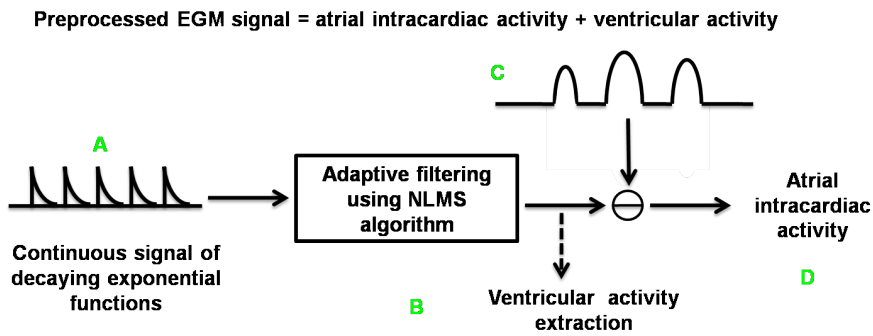 Preprocessed EGM signal = atrial intracardiac activity + ventricular activity
C
A
Adaptive filtering
using NLMS
algorithm
Atrial
intracardiac
activity
Continuous signal of
decaying exponential
functions
D
B
Ventricular activity
extraction